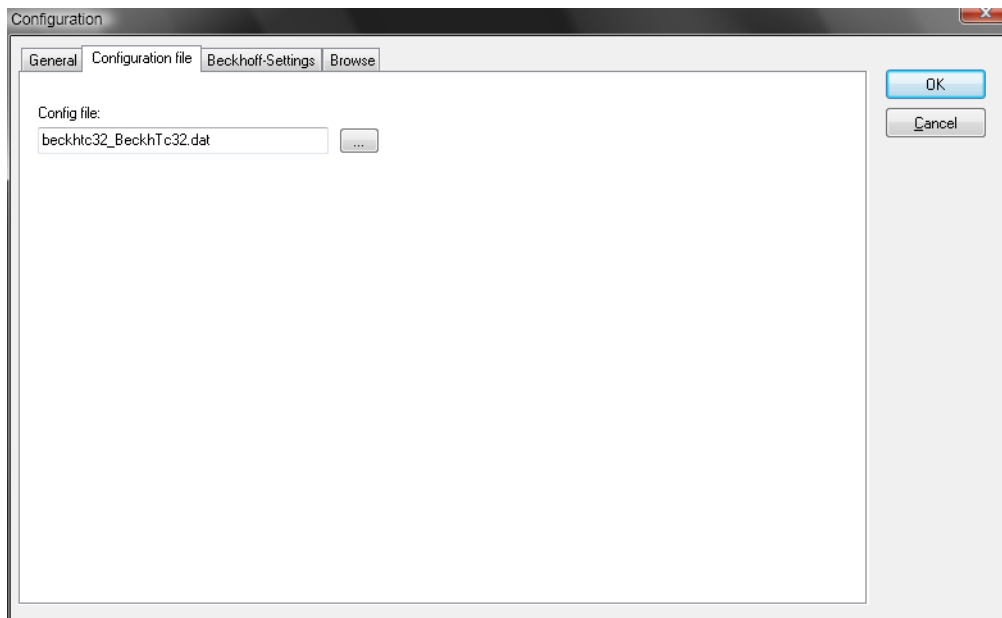 Configuration
General Configuration file Beckhoff-Settings Browse
OK
Config file:
Cancel
beckhtc32_BeckhTc32.dat ...